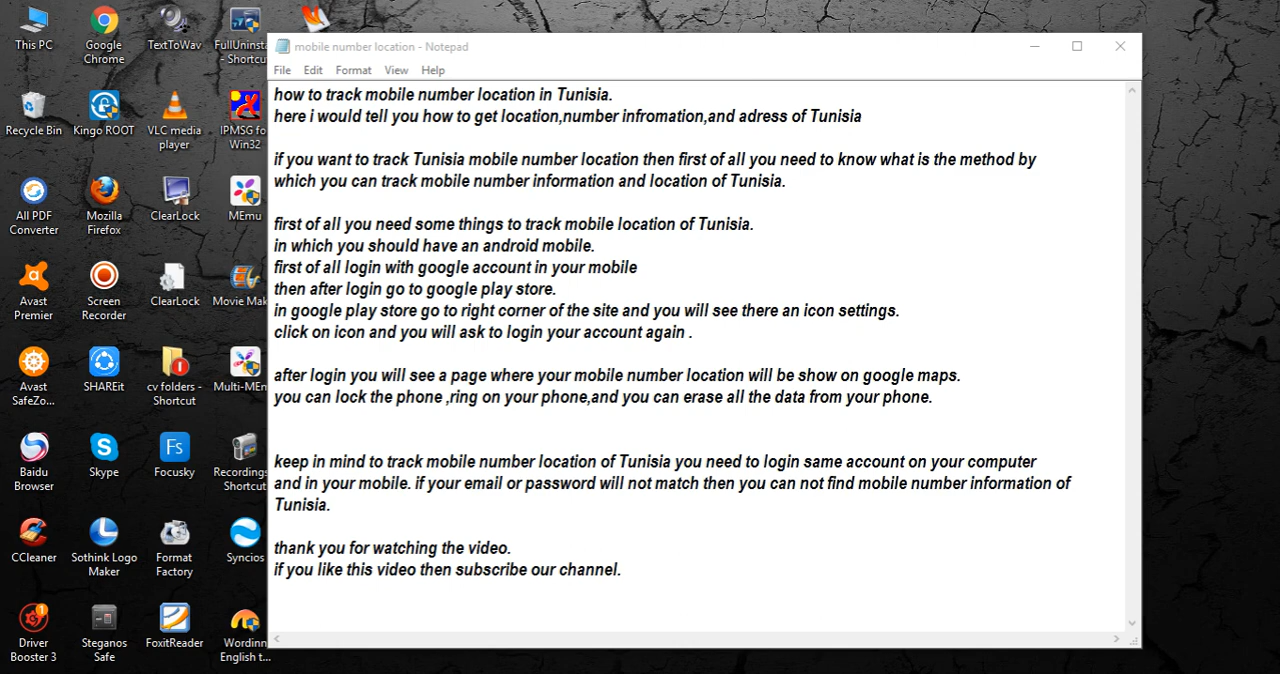 This PC
Google Chrome
TextToWav
FullUninsta
- Shortcu
Recycle Bin
Kingo ROOT
VLC media player
IPMSG fo
Win32
All PDF Converter
Mozilla Firefox
ClearLock
MEmu
Avast Premier
Screen Recorder
ClearLock
Movie Mak
Avast SafeZo...
SHAREit
cv folders - Shortcut
Multi-MEm
Baidu Browser
Skype
Focusky
Recordings
Shortcut
CCleaner
Sothink Logo Maker
Format Factory
Syncios
Driver Booster 3
Steganos Safe
FoxitReader
Wordinn
English t...
mobile number location - Notepad
File Edit Format View Help
how to track mobile number location in Tunisia.
here i would tell you how to get location,number infromation,and adress of Tunisia
if you want to track Tunisia mobile number location then first of all you need to know what is the method by
which you can track mobile number information and location of Tunisia.
first of all you need some things to track mobile location of Tunisia.
in which you should have an android mobile.
first of all login with google account in your mobile
then after login go to google play store.
in google play store go to right corner of the site and you will see there an icon settings.
click on icon and you will ask to login your account again .
after login you will see a page where your mobile number location will be show on google maps.
you can lock the phone ,ring on your phone,and you can erase all the data from your phone.
keep in mind to track mobile number location of Tunisia you need to login same account on your computer
and in your mobile. if your email or password will not match then you can not find mobile number information of
Tunisia.
thank you for watching the video.
if you like this video then subscribe our channel.